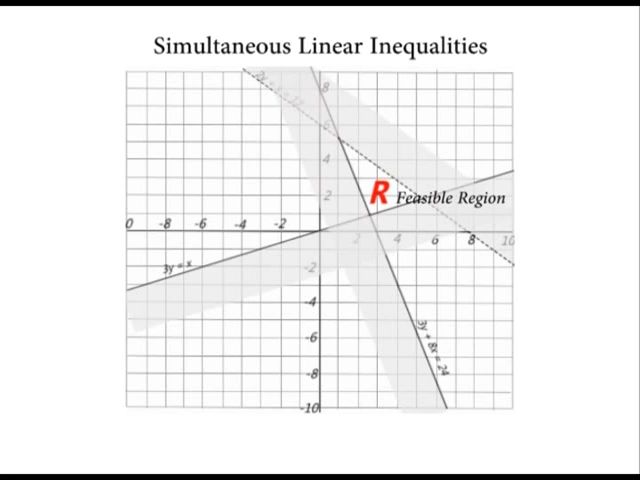 Simultaneous Linear Inequalities
8
6
4
2
R Feasible Region
0 -8 -6 -4 -2 2 4 6 8 10
3y = x
-2
-4
-6
3y + 8x = 24
-8
-10